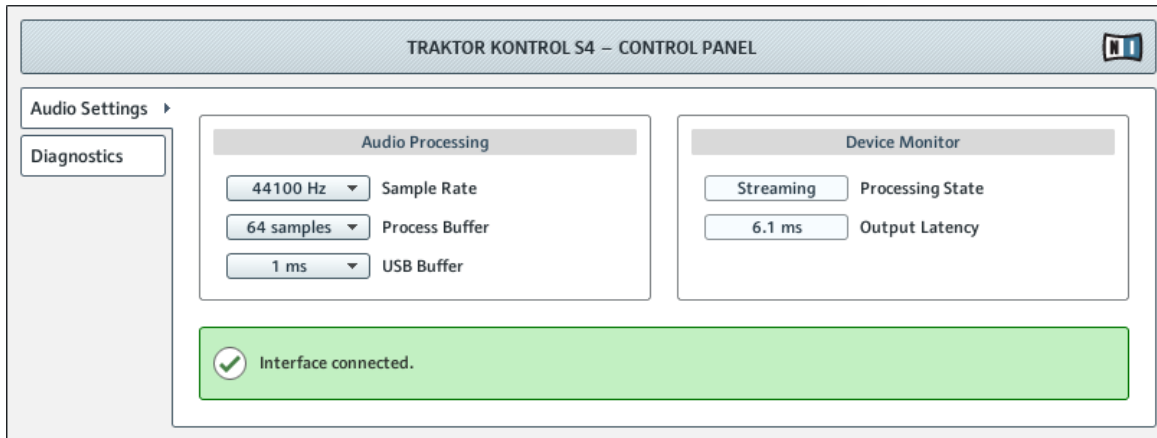 TRAKTOR KONTROL S4 – CONTROL PANEL
NI
Audio Settings
Diagnostics
Audio Processing
44100 Hz Sample Rate
64 samples Process Buffer
1 ms USB Buffer
Device Monitor
Streaming Processing State
6.1 ms Output Latency
Interface connected.